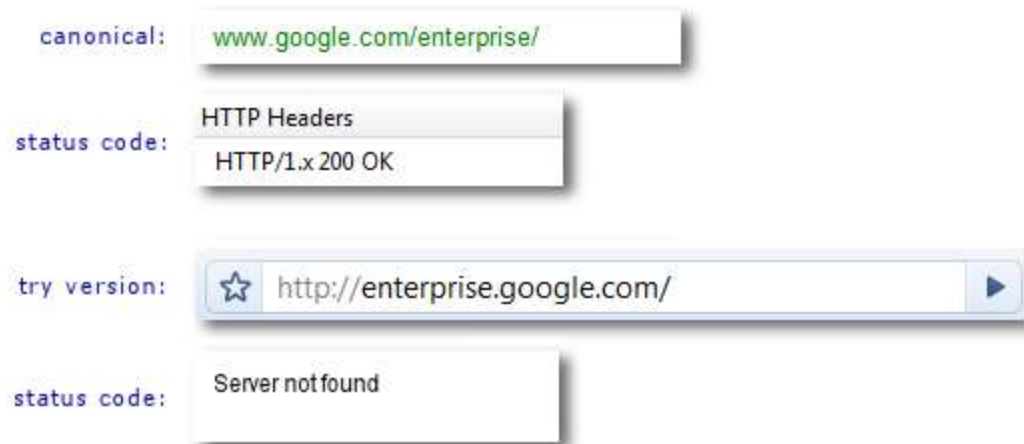 canonical: www.google.com/enterprise/
HTTP Headers
status code: HTTP/1.x 200 OK
try version: http://enterprise.google.com/
status code: Server not found